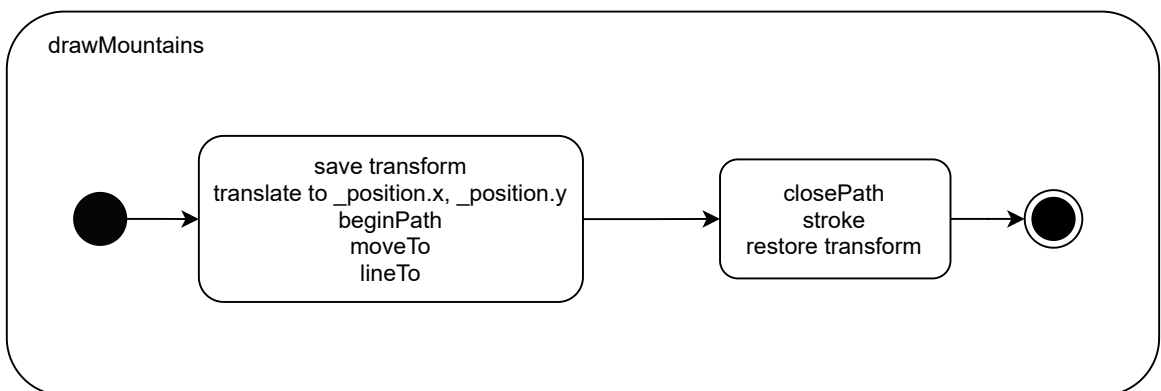 drawMountains
save transform
translate to _position.x, _position.y
beginPath
moveTo
lineTo
closePath
stroke
restore transform